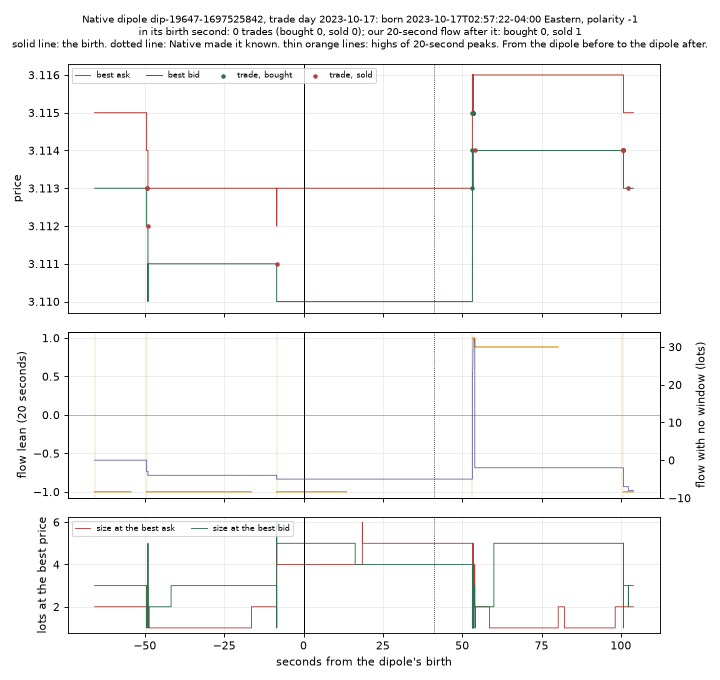 Native dipole dip-19647-1697525842, trade day 2023-10-17: born 2023-10-17T02:57:22-04:00 Eastern, polarity -1
in its birth second: 0 trades (bought 0, sold 0); our 20-second flow after it: bought 0, sold 1
solid line: the birth. dotted line: Native made it known. thin orange lines: highs of 20-second peaks. From the dipole before to the dipole after.
best ask
best bid
trade, bought
trade, sold
price
3.116
3.115
3.114
3.113
3.112
3.111
3.110
flow lean (20 seconds)
1.0
0.5
0.0
−0.5
−1.0
30
20
10
0
−10
flow with no window (lots)
size at the best ask
size at the best bid
lots at the best price
6
4
2
−50
−25
0
25
50
75
100
seconds from the dipole's birth